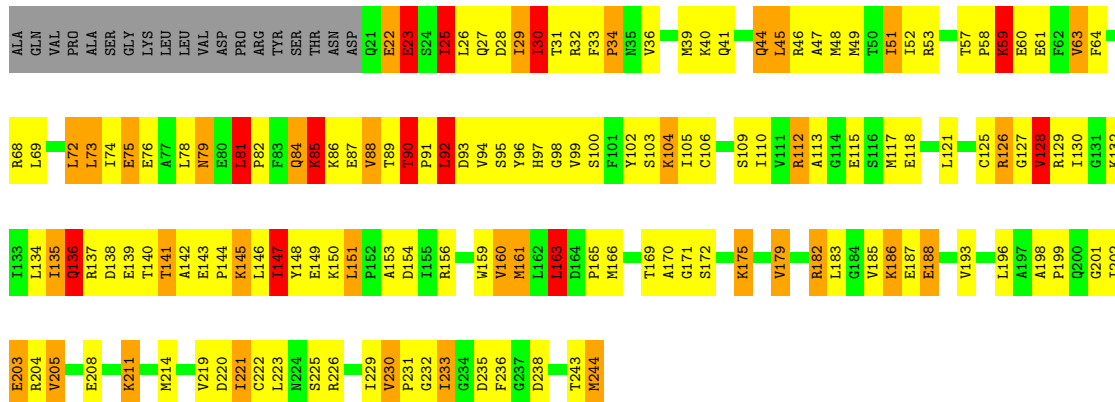 ALA GLN VAL PRO ALA SER GLY LYS LEU LEU VAL ASP PRO ARG TYR SER THR ASN ASP Q21 E22 E23 S24 I25 L26 Q27 D28 I29 I30 T31 R32 F33 P34 N35 V36 M39 K40 Q41 Q44 L45 R46 A47 M48 M49 T50 I51 I52 R53 T57 P58 K59 E60 E61 F62 V63 F64
R68 L69 L72 L73 I74 E75 E76 A77 L78 N79 E80 L81 P82 F83 Q84 K85 K86 E87 V88 T89 T90 P91 L92 D93 V94 S95 Y96 H97 G98 V99 S100 F101 Y102 S103 K104 I105 C106 S109 I110 V111 R112 A113 G114 E115 S116 M117 E118 L121 C125 R126 G127 V128 R129 I130 G131 K132
I133 L134 I135 Q136 R137 D138 E139 T140 T141 A142 E143 P144 K145 L146 I147 Y148 E149 K150 L151 P152 A153 D154 I155 R156 W159 V160 M161 L162 L163 D164 P165 M166 T169 A170 G171 S172 K175 V179 R182 L183 G184 V185 K186 E187 E188 V193 L196 A197 A198 P199 Q200 G201 I202
E203 R204 V205 E208 K211 M214 V219 D220 I221 C222 L223 N224 S225 R226 I229 V230 P231 G232 I233 G234 D235 F236 G237 D238 T243 M244